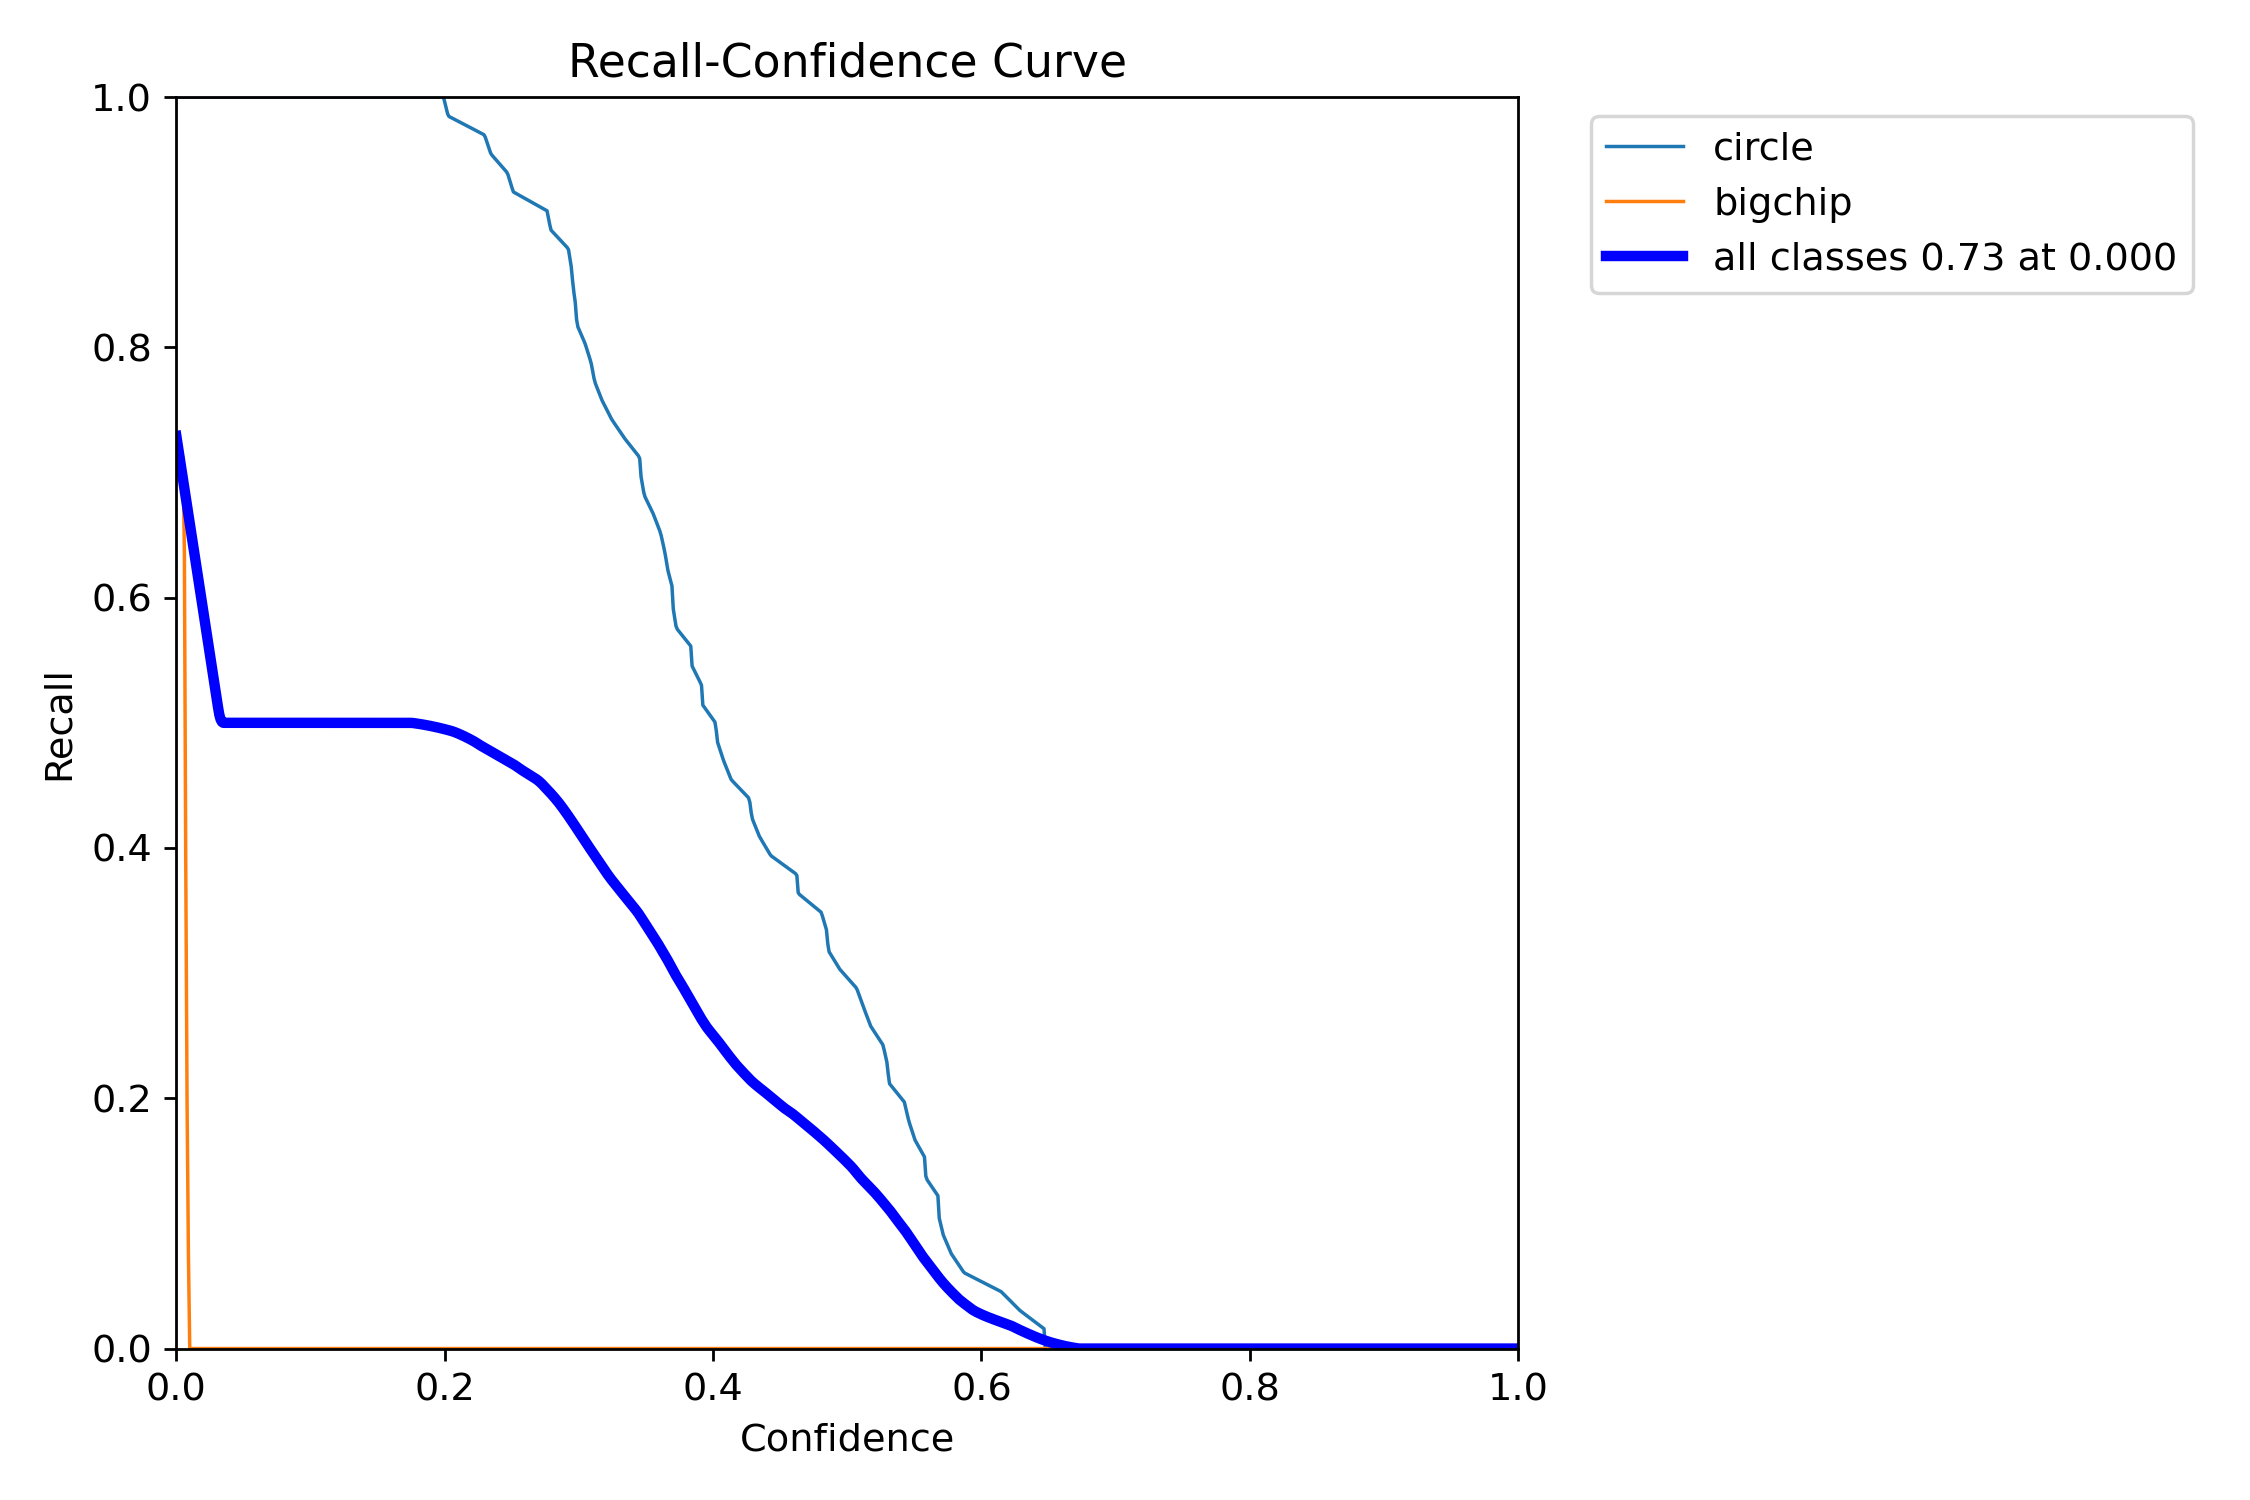 Recall-Confidence Curve
1.0
0.8
0.6
0.4
0.2
0.0
Recall
0.0 0.2 0.4 0.6 0.8 1.0
Confidence
circle
bigchip
all classes 0.73 at 0.000